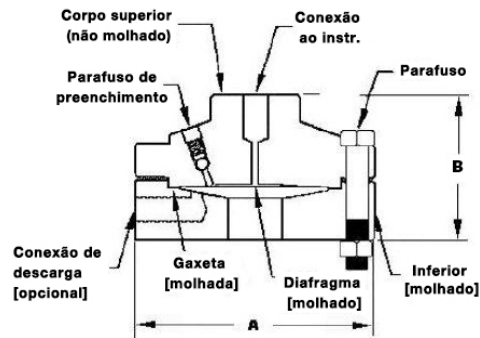 Corpo superior
(não molhado)
Conexão
ao instr.
Parafuso de
preenchimento
Parafuso
B
Conexão de
descarga
[opcional]
Gaxeta
[molhada]
Diafragma
[molhado]
Inferior
[molhado]
A